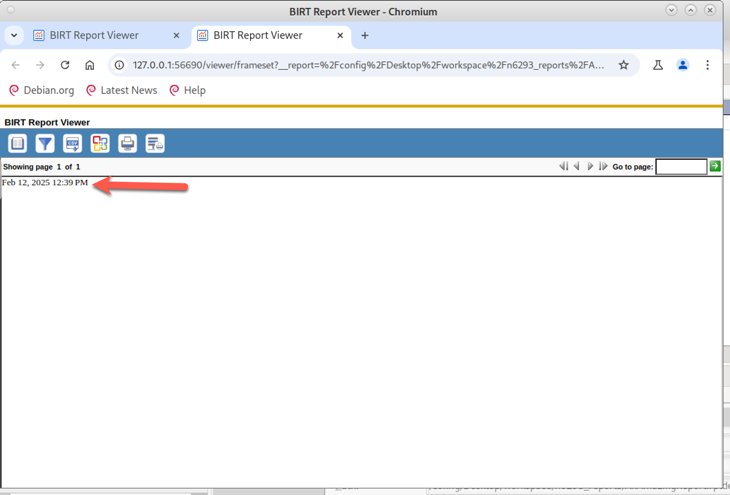 BIRT Report Viewer - Chromium
BIRT Report Viewer
BIRT Report Viewer
127.0.0.1:56690/viewer/frameset?__report=%2Fconfig%2FDesktop%2Fworkspace%2Fn6293_reports%2FA...
Debian.org
Latest News
Help
BIRT Report Viewer
CSV
Showing page 1 of 1
Go to page:
Feb 12, 2025 12:39 PM